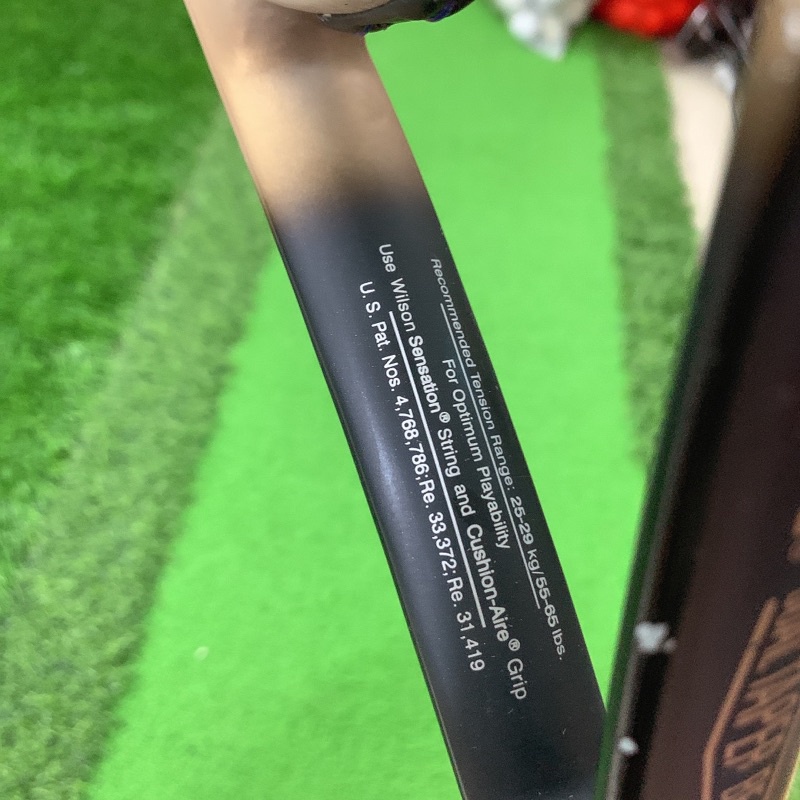 Recommended Tension Range: 25-29 kg/55-65 lbs.
For Optimum Playability
Use Wilson Sensation® String and Cushion-Aire® Grip
U. S. Pat. Nos. 4,768,786;Re. 33,372; Re. 31,419